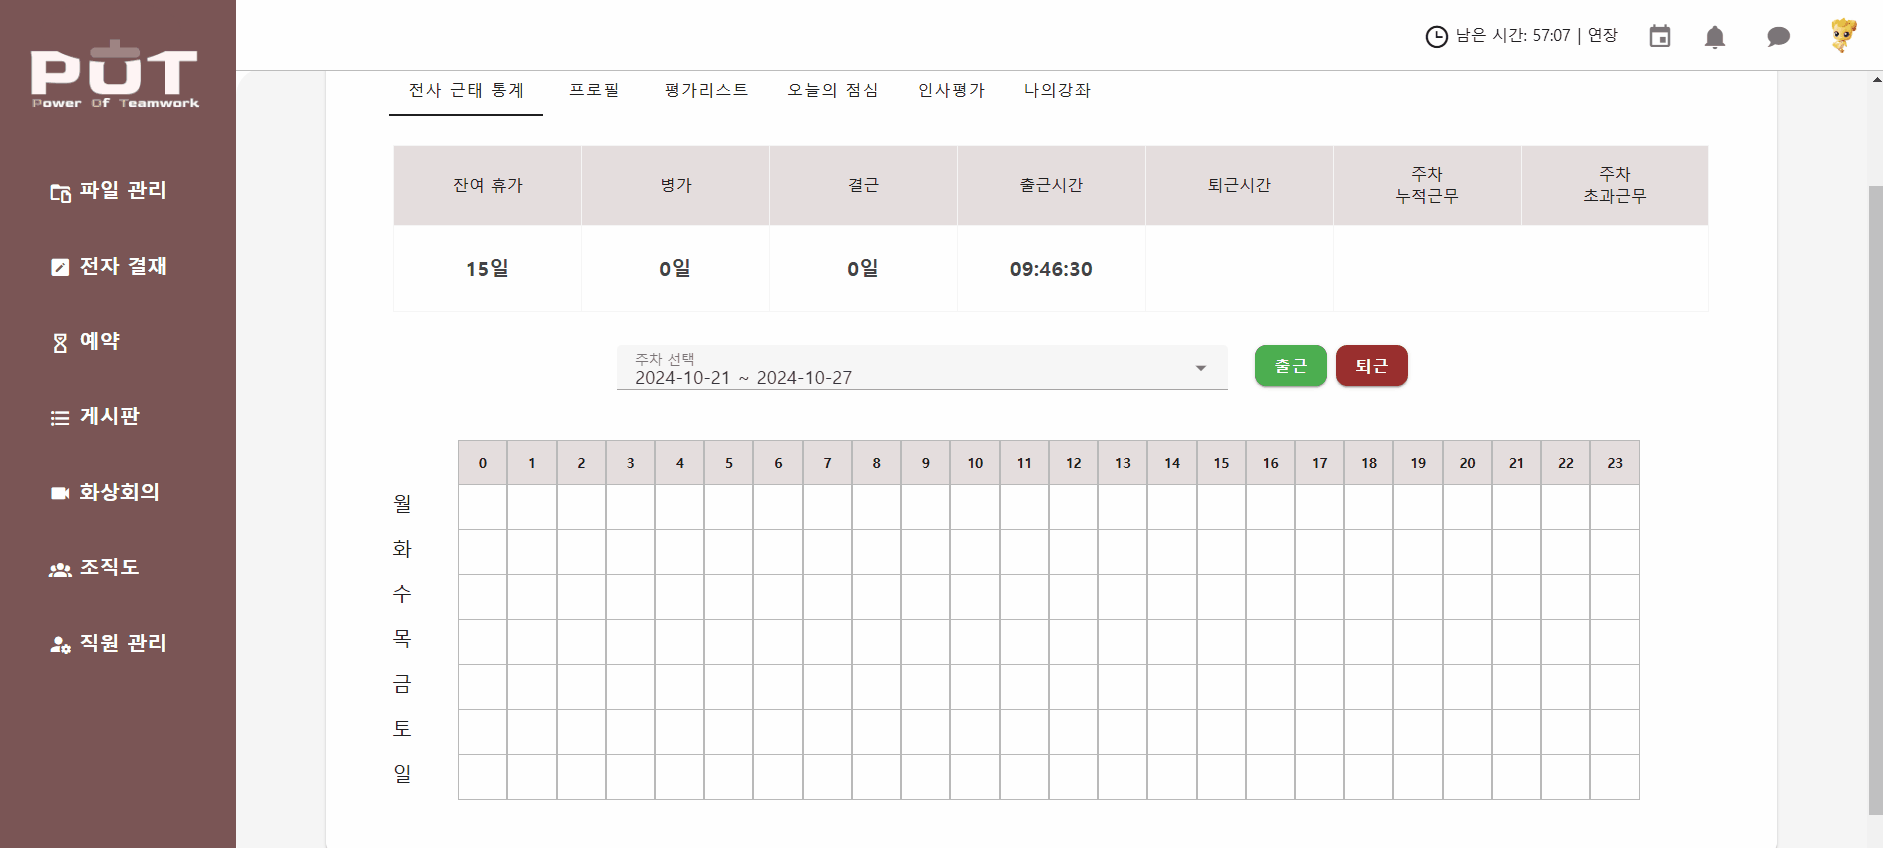 PUT
Power Of Teamwork
파일 관리
전자 결재
예약
게시판
화상회의
조직도
직원 관리
남은 시간: 57:07 | 연장
전사 근태 통계 프로필 평가리스트 오늘의 점심 인사평가 나의강좌
잔여 휴가 병가 결근 출근시간 퇴근시간 주차 누적근무 주차 초과근무
15일 0일 0일 09:46:30
주차 선택
2024-10-21 ~ 2024-10-27
출근 퇴근
0 1 2 3 4 5 6 7 8 9 10 11 12 13 14 15 16 17 18 19 20 21 22 23
월
화
수
목
금
토
일